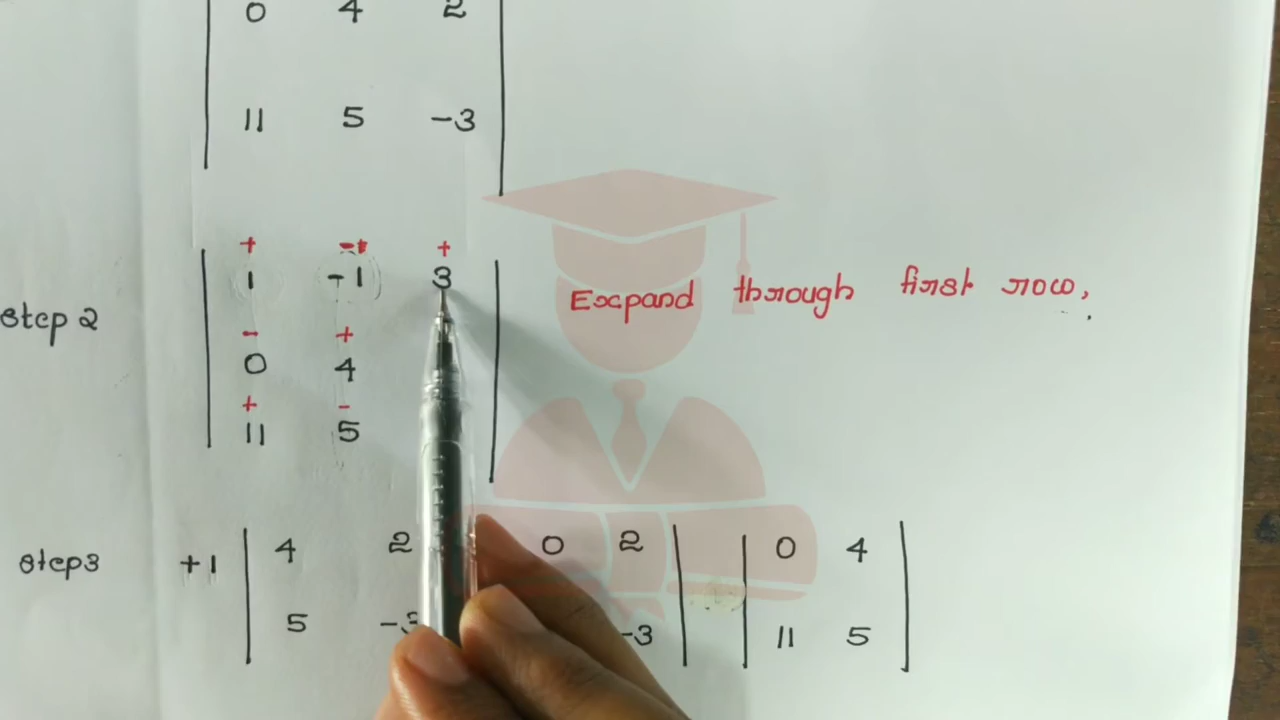 0 4 2
11 5 -3
+ - +
Step 2 1 -1 3 Expand through first row,
- +
0 4
+ -
11 5
Step3 +1 4 2 0 2 0 4
5 -3 -3 11 5